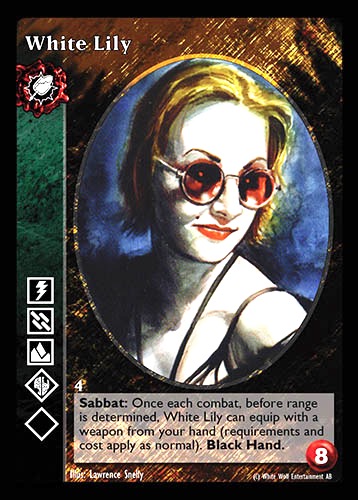 White Lily
4
Sabbat: Once each combat, before range
is determined, White Lily can equip with a
weapon from your hand (requirements and
cost apply as normal). Black Hand.
8
Illus: Lawrence Snelly
(C) White Wolf Entertainment AB